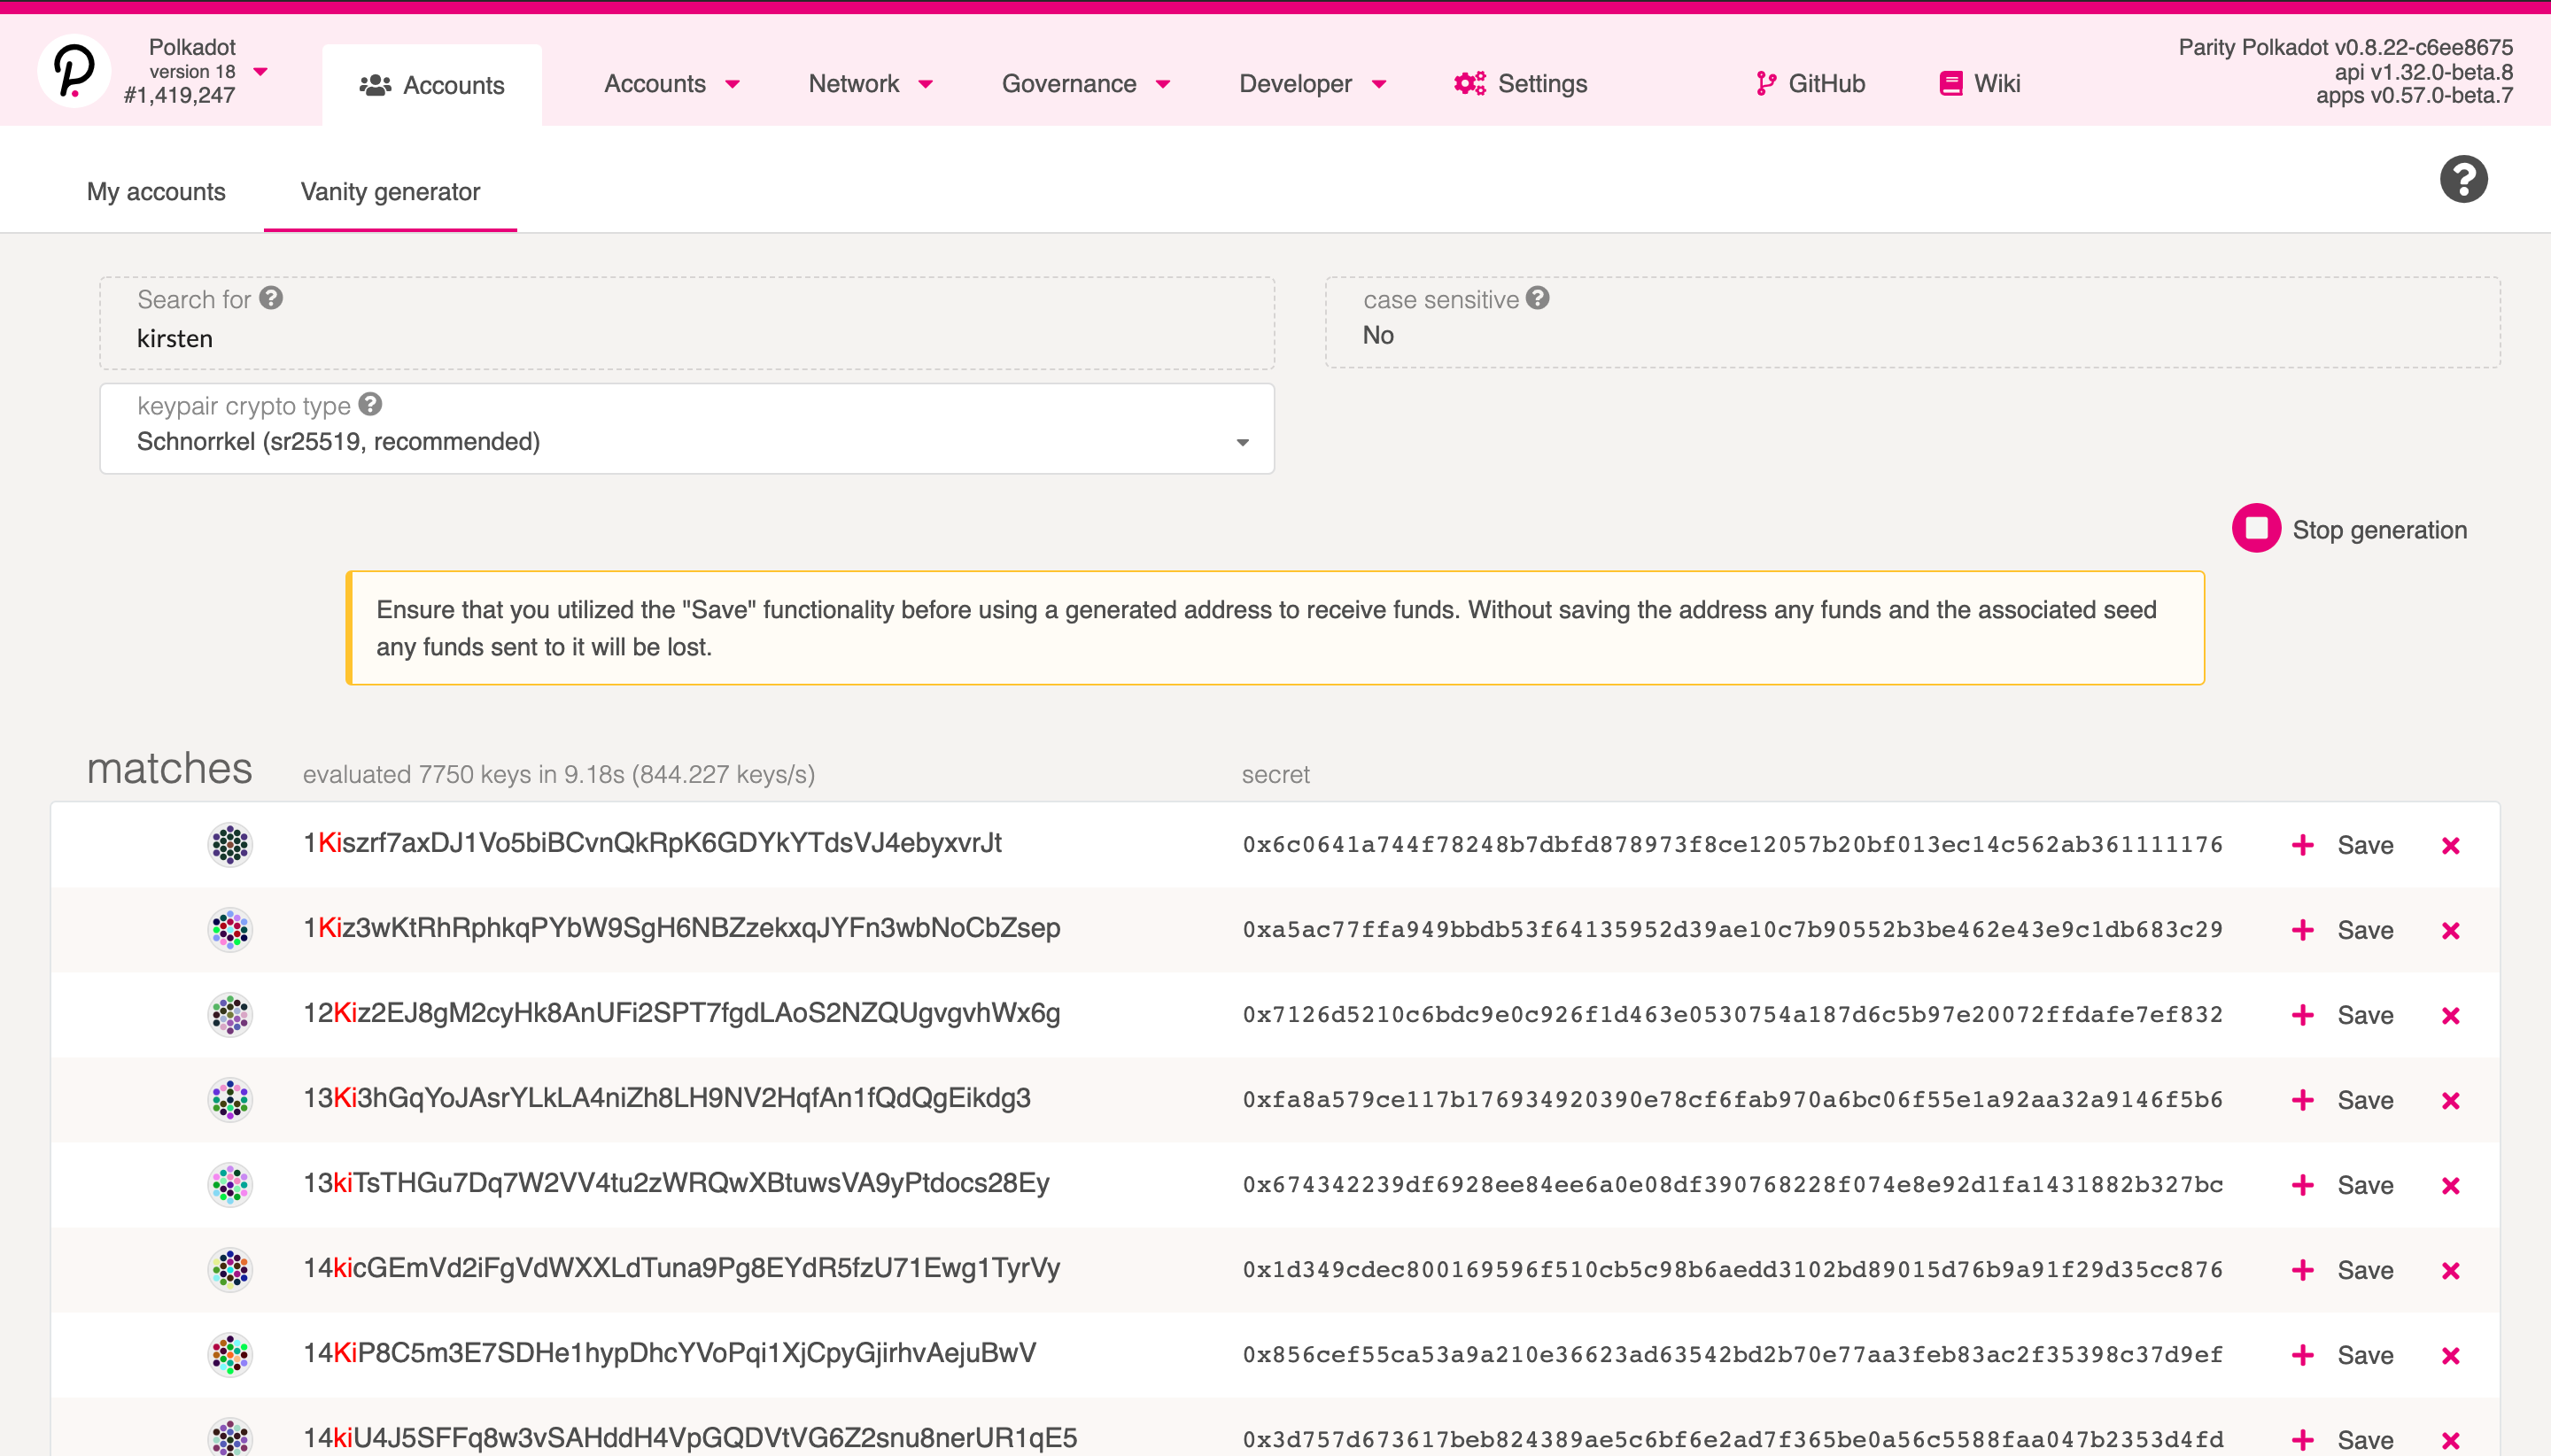 Polkadot
version 18
#1,419,247
Accounts
Accounts
Network
Governance
Developer
Settings
GitHub
Wiki
Parity Polkadot v0.8.22-c6ee8675
api v1.32.0-beta.8
apps v0.57.0-beta.7
My accounts
Vanity generator
Search for
kirsten
case sensitive
No
keypair crypto type
Schnorrkel (sr25519, recommended)
Stop generation
Ensure that you utilized the "Save" functionality before using a generated address to receive funds. Without saving the address any funds and the associated seed
any funds sent to it will be lost.
matches evaluated 7750 keys in 9.18s (844.227 keys/s) secret
1Kiszrf7axDJ1Vo5biBCvnQkRpK6GDYkYTdsVJ4ebyxvrJt 0x6c0641a744f78248b7dbfd878973f8ce12057b20bf013ec14c562ab361111176 Save
1Kiz3wKtRhRphkqPYbW9SgH6NBZzekxqJYFn3wbNoCbZsep 0xa5ac77ffa949bbdb53f64135952d39ae10c7b90552b3be462e43e9c1db683c29 Save
12Kiz2EJ8gM2cyHk8AnUFi2SPT7fgdLAoS2NZQUgvgvhWx6g 0x7126d5210c6bdc9e0c926f1d463e0530754a187d6c5b97e20072ffdafe7ef832 Save
13Ki3hGqYoJAsrYLkLA4niZh8LH9NV2HqfAn1fQdQgEikdg3 0xfa8a579ce117b176934920390e78cf6fab970a6bc06f55e1a92aa32a9146f5b6 Save
13kiTsTHGu7Dq7W2VV4tu2zWRQwXBtuwsVA9yPtdocs28Ey 0x674342239df6928ee84ee6a0e08df390768228f074e8e92d1fa1431882b327bc Save
14kicGEmVd2iFgVdWXXLdTuna9Pg8EYdR5fzU71Ewg1TyrVy 0x1d349cdec800169596f510cb5c98b6aedd3102bd89015d76b9a91f29d35cc876 Save
14KiP8C5m3E7SDHe1hypDhcYVoPqi1XjCpyGjirhvAejuBwV 0x856cef55ca53a9a210e36623ad63542bd2b70e77aa3feb83ac2f35398c37d9ef Save
14kiU4J5SFFq8w3vSAHddH4VpGQDVtVG6Z2snu8nerUR1qE5 0x3d757d673617beb824389ae5c6bf6e2ad7f365be0a56c5588faa047b2353d4fd Save